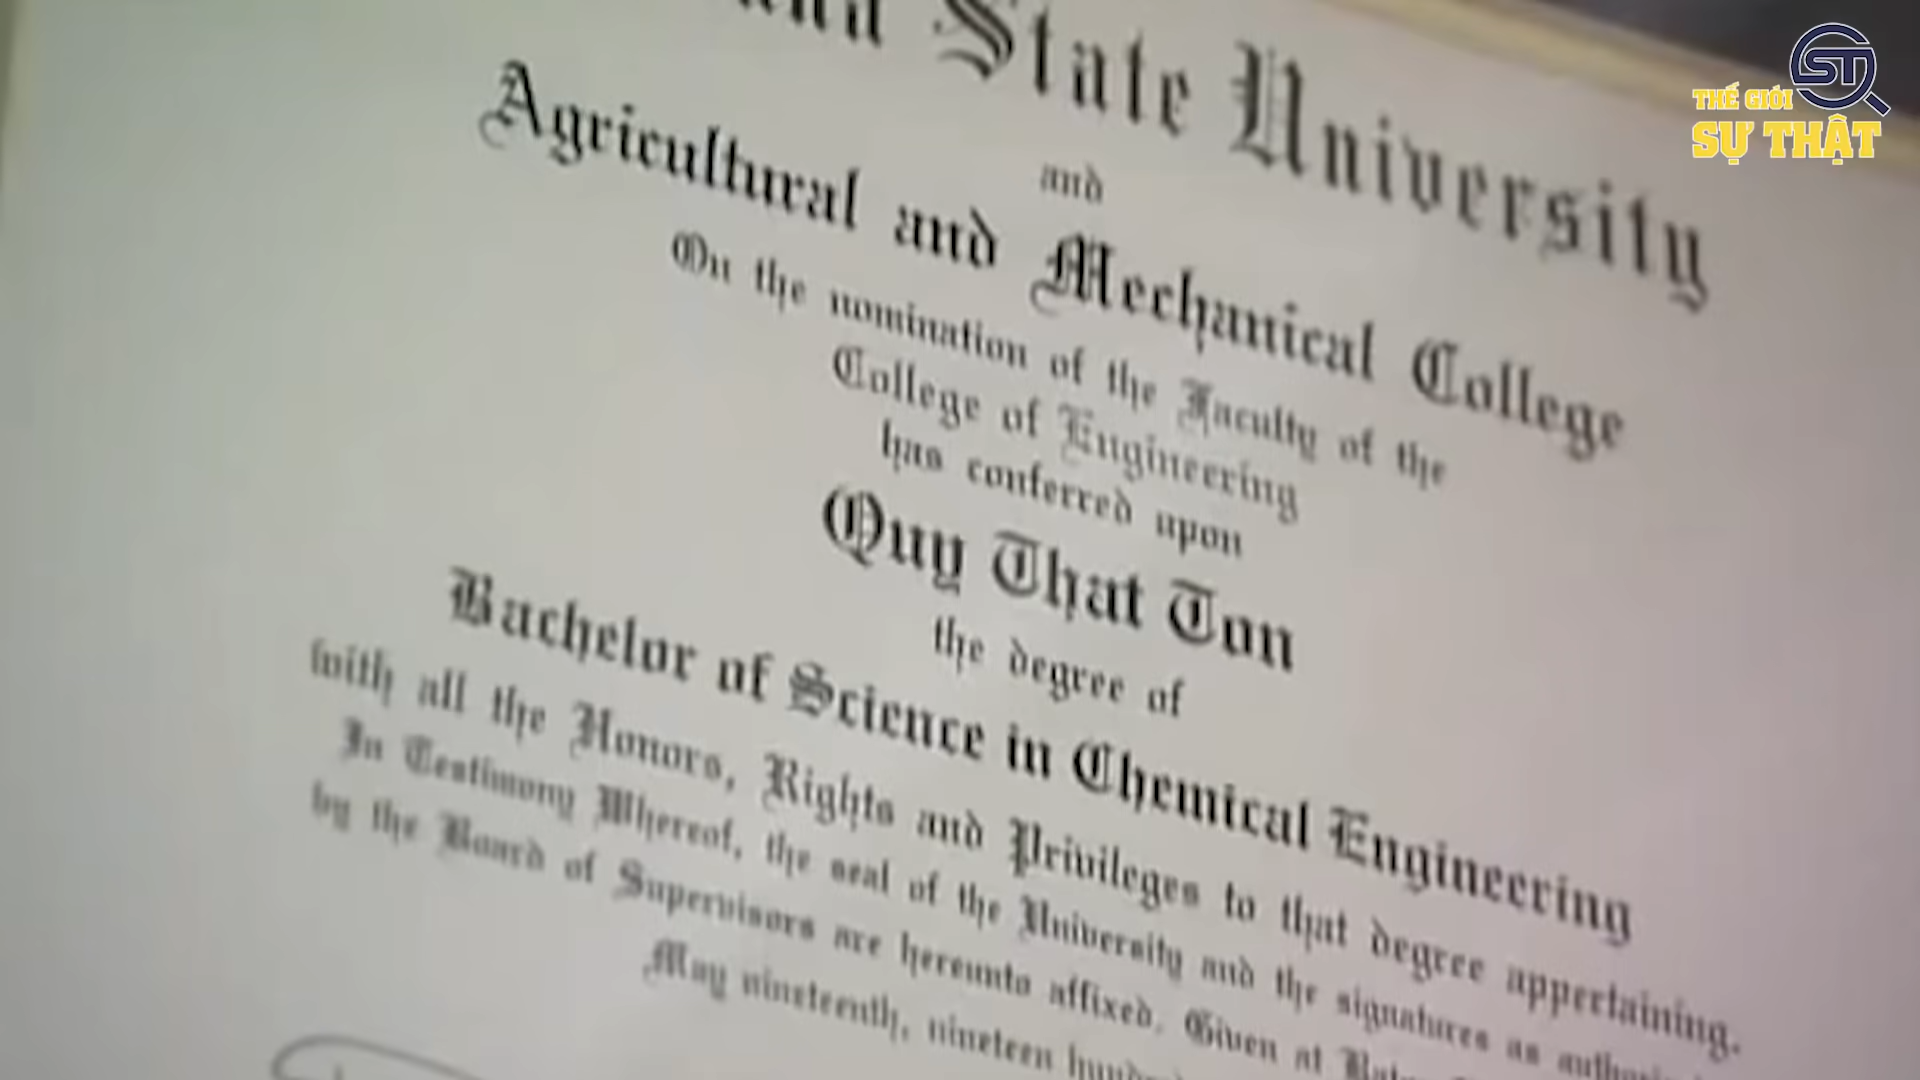 State University
and
Agricultural and Mechanical College
On the nomination of the Faculty of the
College of Engineering
has conferred upon
Quy That Ton
the degree of
Bachelor of Science in Chemical Engineering
with all the Honors, Rights and Privileges to that degree appertaining.
In Testimony Whereof, the seal of the University and the signatures as
by the Board of Supervisors are hereunto affixed. Given at
May nineteenth, nineteen
THẾ GIỚI
SỰ THẬT
ST